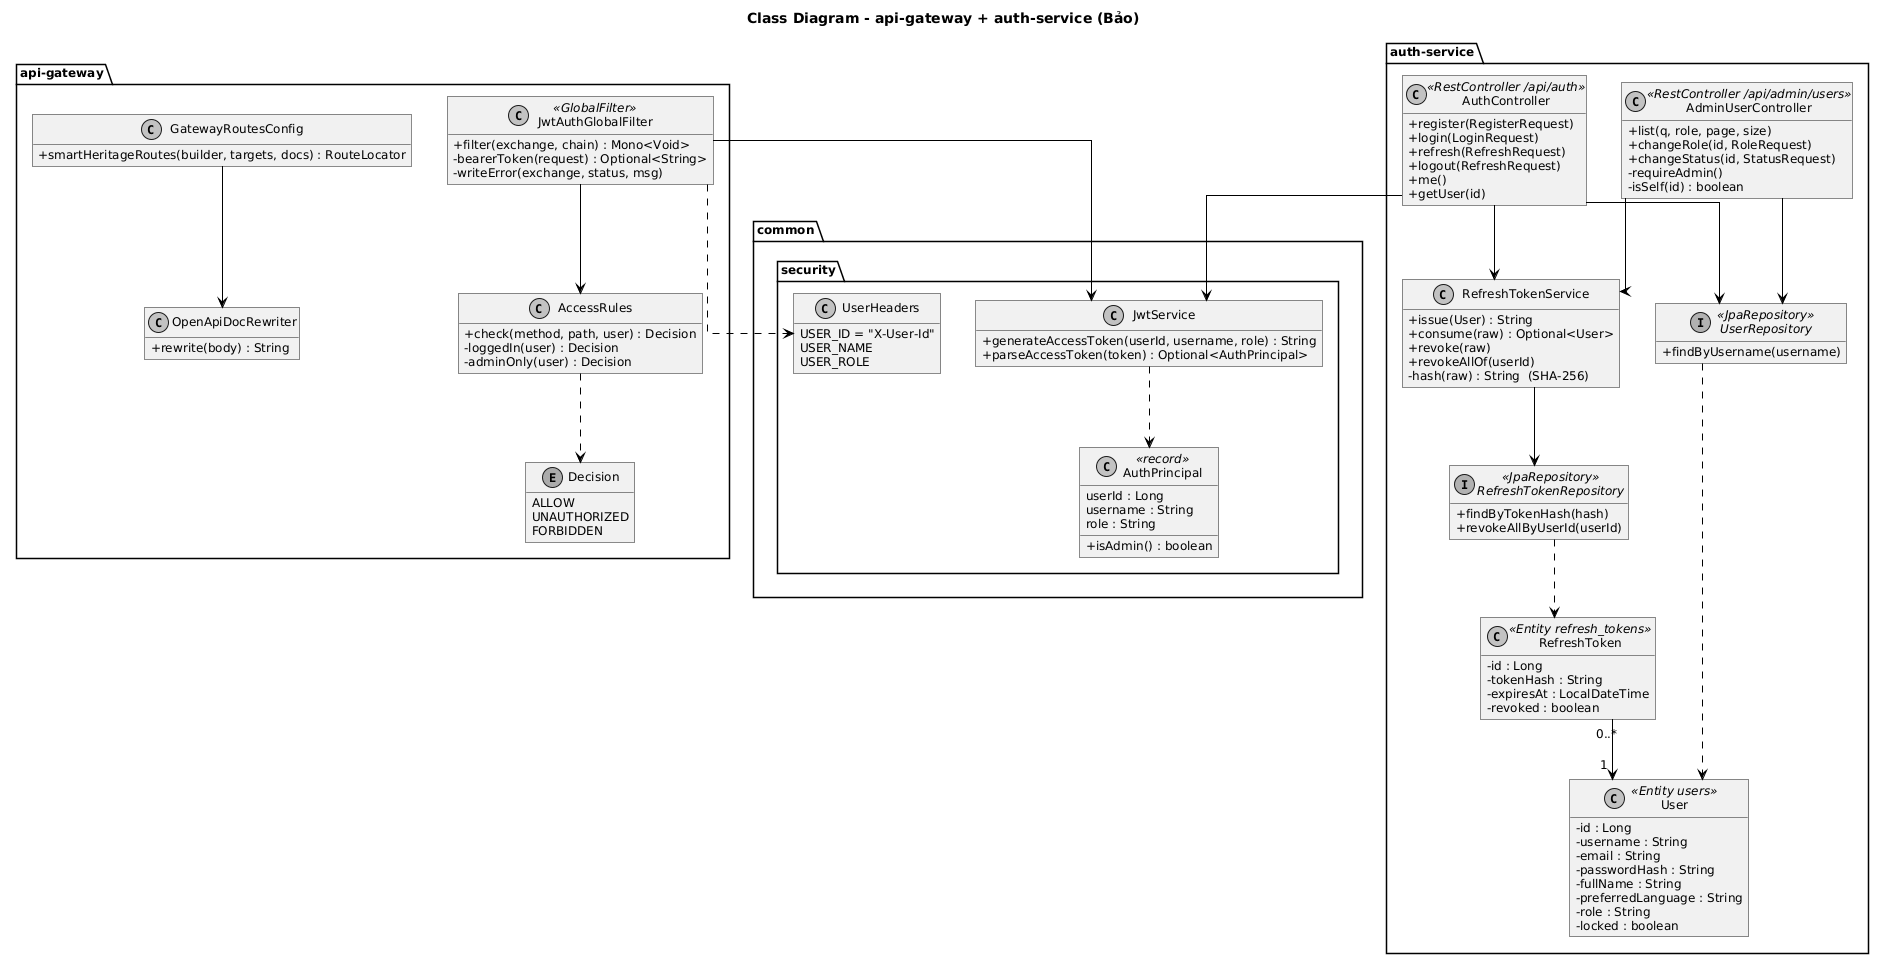 Class Diagram - api-gateway + auth-service (Bảo)
api-gateway
C
GatewayRoutesConfig
+smartHeritageRoutes(builder, targets, docs) : RouteLocator
C
«GlobalFilter»
JwtAuthGlobalFilter
+filter(exchange, chain) : Mono<Void>
-bearerToken(request) : Optional<String>
-writeError(exchange, status, msg)
C
OpenApiDocRewriter
+rewrite(body) : String
C
AccessRules
+check(method, path, user) : Decision
-loggedIn(user) : Decision
-adminOnly(user) : Decision
E
Decision
ALLOW
UNAUTHORIZED
FORBIDDEN
common
security
C
UserHeaders
USER_ID = "X-User-Id"
USER_NAME
USER_ROLE
C
JwtService
+generateAccessToken(userId, username, role) : String
+parseAccessToken(token) : Optional<AuthPrincipal>
C
«record»
AuthPrincipal
userId : Long
username : String
role : String
+isAdmin() : boolean
auth-service
C
«RestController /api/auth»
AuthController
+register(RegisterRequest)
+login(LoginRequest)
+refresh(RefreshRequest)
+logout(RefreshRequest)
+me()
+getUser(id)
C
«RestController /api/admin/users»
AdminUserController
+list(q, role, page, size)
+changeRole(id, RoleRequest)
+changeStatus(id, StatusRequest)
-requireAdmin()
-isSelf(id) : boolean
C
RefreshTokenService
+issue(User) : String
+consume(raw) : Optional<User>
+revoke(raw)
+revokeAllOf(userId)
-hash(raw) : String  (SHA-256)
I
«JpaRepository»
UserRepository
+findByUsername(username)
I
«JpaRepository»
RefreshTokenRepository
+findByTokenHash(hash)
+revokeAllByUserId(userId)
C
«Entity refresh_tokens»
RefreshToken
-id : Long
-tokenHash : String
-expiresAt : LocalDateTime
-revoked : boolean
0..*
1
C
«Entity users»
User
-id : Long
-username : String
-email : String
-passwordHash : String
-fullName : String
-preferredLanguage : String
-role : String
-locked : boolean